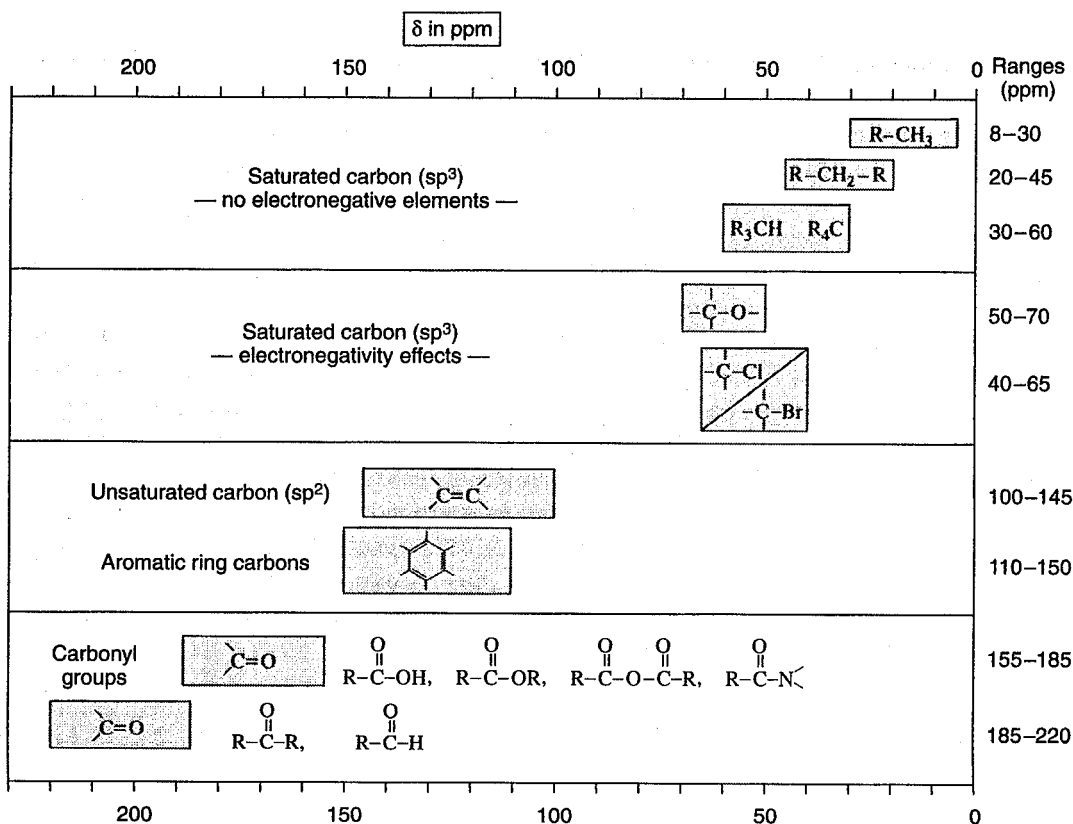 δ in ppm
200 150 100 50 0 Ranges
(ppm)
R–CH₃ 8–30
R–CH₂–R 20–45
Saturated carbon (sp³)
— no electronegative elements —
R₃CH R₄C 30–60
–C–O– 50–70
Saturated carbon (sp³)
— electronegativity effects —
–C–Cl 40–65
–C–Br
Unsaturated carbon (sp²) C=C 100–145
Aromatic ring carbons 110–150
Carbonyl
groups
C=O
O O O O O
R–C–OH, R–C–OR, R–C–O–C–R, R–C–N 155–185
C=O
O O
R–C–R, R–C–H 185–220
200 150 100 50 0